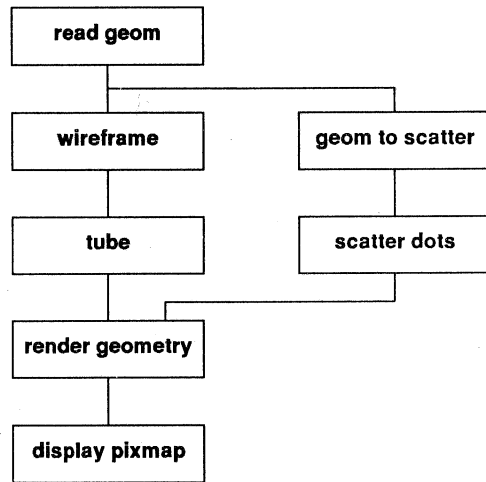 read geom
wireframe
geom to scatter
tube
scatter dots
render geometry
display pixmap